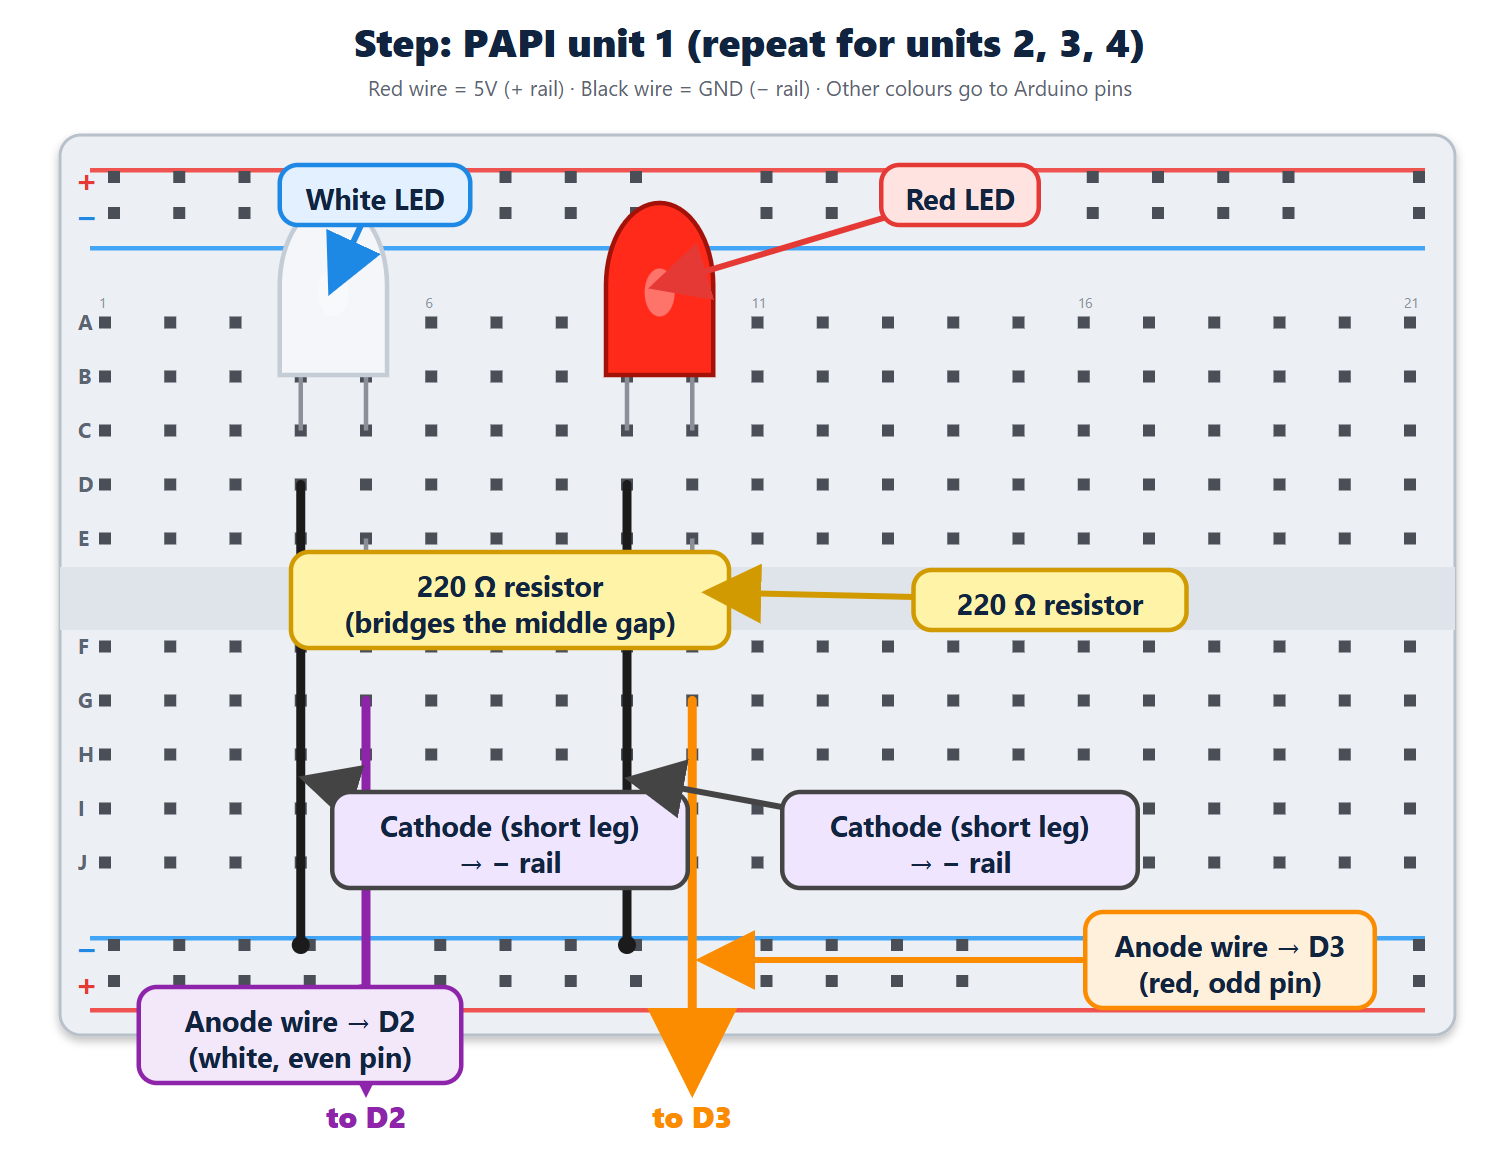 Step: PAPI unit 1 (repeat for units 2, 3, 4)
Red wire = 5V (+ rail) · Black wire = GND (− rail) · Other colours go to Arduino pins
+
−
White LED
Red LED
1
6
11
16
21
A
B
C
D
E
220 Ω resistor
(bridges the middle gap)
220 Ω resistor
F
G
H
I
J
Cathode (short leg)
→ − rail
Cathode (short leg)
→ − rail
−
+
Anode wire → D3
(red, odd pin)
Anode wire → D2
(white, even pin)
to D2
to D3